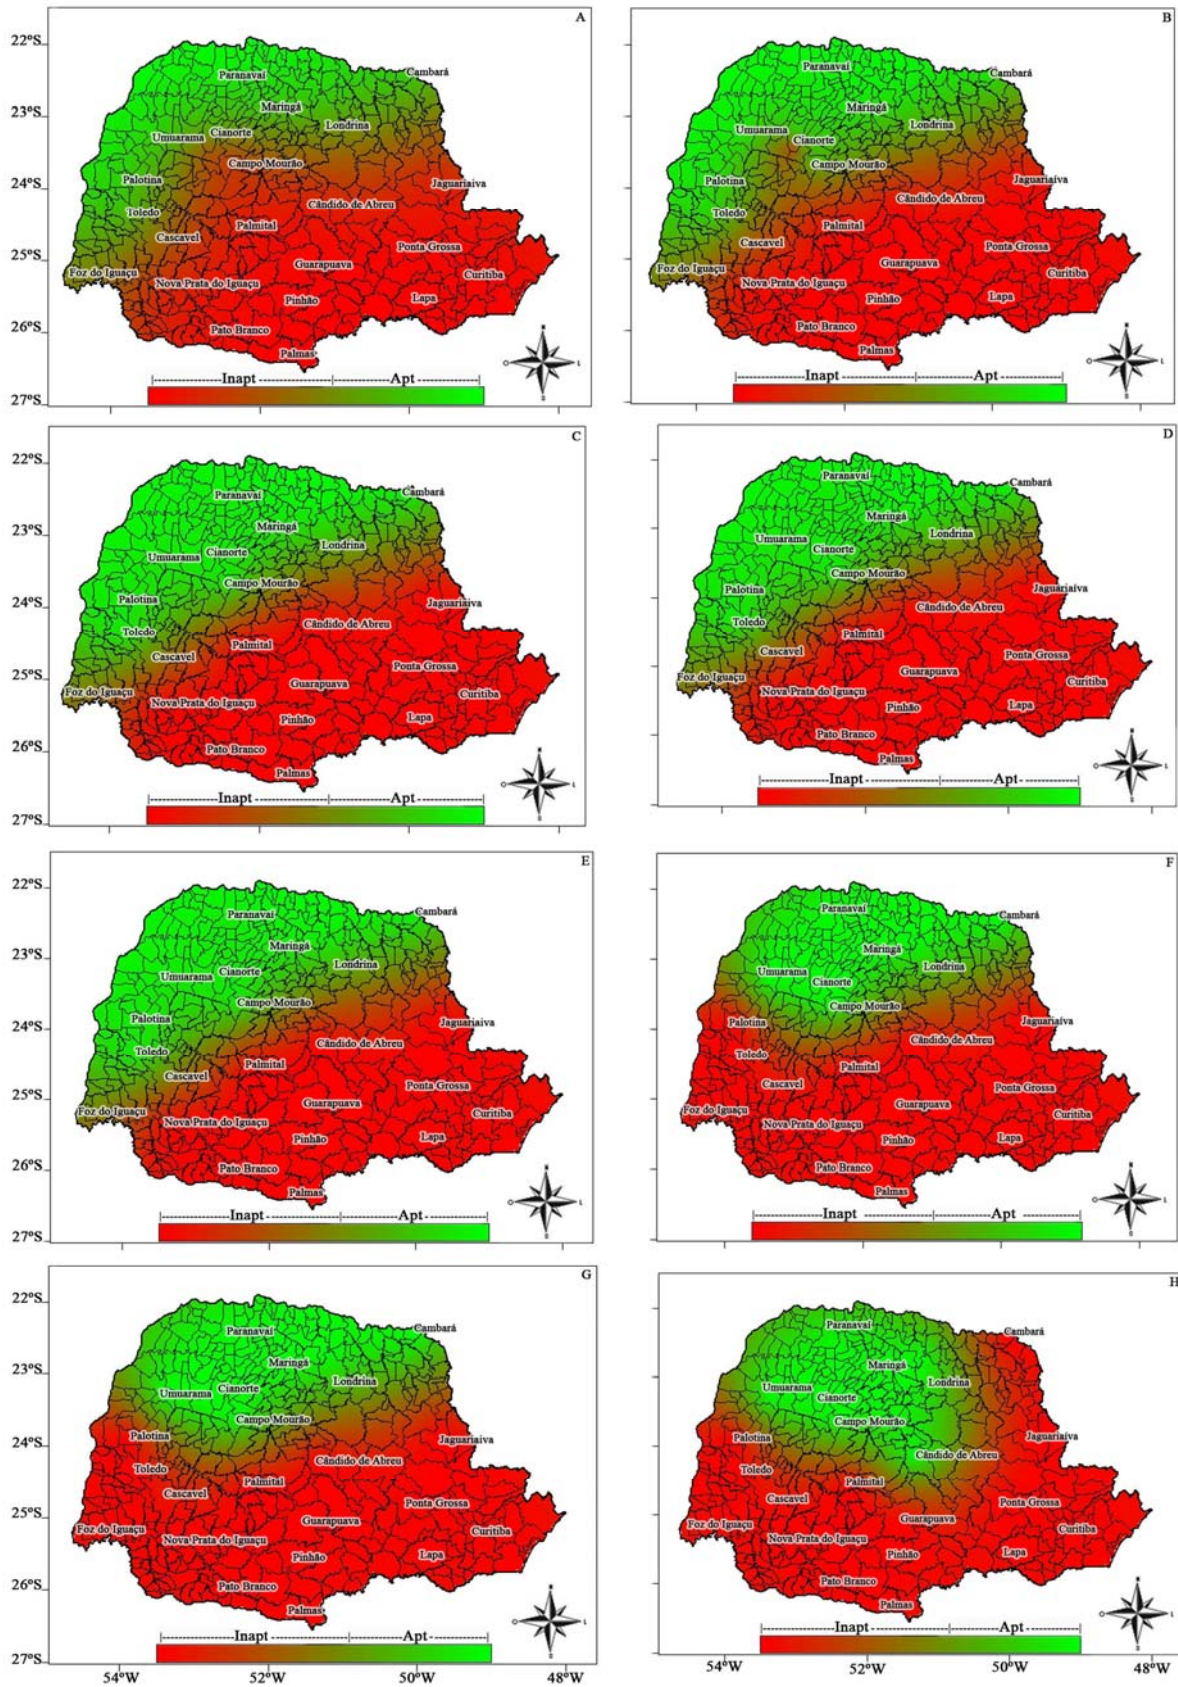 A
22ºS
Paranavaí
Cambará
Maringá
23ºS
Londrina
Umuarama
Cianorte
Campo Mourão
24ºS
Palotina
Jaguariaíva
Toledo
Cândido de Abreu
Cascavel
Palmital
25ºS
Ponta Grossa
Foz do Iguaçu
Guarapuava
Curitiba
Nova Prata do Iguaçu
Pinhão
Lapa
26ºS
Pato Branco
Palmas
Inapt
Apt
27ºS
B
Paranavaí
Cambará
Maringá
Umuarama
Cianorte
Londrina
Campo Mourão
Palotina
Jaguariaíva
Toledo
Cândido de Abreu
Cascavel
Palmital
Ponta Grossa
Foz do Iguaçu
Guarapuava
Curitiba
Nova Prata do Iguaçu
Pinhão
Lapa
Pato Branco
Palmas
Inapt
Apt
C
22ºS
Paranavaí
Cambará
Maringá
23ºS
Umuarama
Cianorte
Londrina
Campo Mourão
24ºS
Palotina
Jaguariaíva
Toledo
Cândido de Abreu
Cascavel
Palmital
25ºS
Ponta Grossa
Foz do Iguaçu
Guarapuava
Curitiba
Nova Prata do Iguaçu
Pinhão
Lapa
26ºS
Pato Branco
Palmas
Inapt
Apt
27ºS
D
Paranavaí
Cambará
Maringá
Umuarama
Cianorte
Londrina
Campo Mourão
Palotina
Jaguariaíva
Toledo
Cândido de Abreu
Cascavel
Palmital
Ponta Grossa
Foz do Iguaçu
Guarapuava
Curitiba
Nova Prata do Iguaçu
Pinhão
Lapa
Pato Branco
Palmas
Inapt
Apt
E
22ºS
Paranavaí
Cambará
Maringá
23ºS
Umuarama
Cianorte
Londrina
Campo Mourão
24ºS
Palotina
Jaguariaíva
Toledo
Cândido de Abreu
Cascavel
Palmital
25ºS
Ponta Grossa
Foz do Iguaçu
Guarapuava
Curitiba
Nova Prata do Iguaçu
Pinhão
Lapa
26ºS
Pato Branco
Palmas
Inapt
Apt
27ºS
F
Paranavaí
Cambará
Maringá
Umuarama
Cianorte
Londrina
Campo Mourão
Palotina
Jaguariaíva
Toledo
Cândido de Abreu
Cascavel
Palmital
Ponta Grossa
Foz do Iguaçu
Guarapuava
Curitiba
Nova Prata do Iguaçu
Pinhão
Lapa
Pato Branco
Palmas
Inapt
Apt
G
22ºS
Paranavaí
Cambará
Maringá
23ºS
Umuarama
Cianorte
Londrina
Campo Mourão
24ºS
Palotina
Jaguariaíva
Toledo
Cândido de Abreu
Cascavel
Palmital
25ºS
Ponta Grossa
Foz do Iguaçu
Guarapuava
Curitiba
Nova Prata do Iguaçu
Pinhão
Lapa
26ºS
Pato Branco
Palmas
Inapt
Apt
27ºS
54ºW
52ºW
50ºW
48ºW
H
Paranavaí
Cambará
Maringá
Umuarama
Cianorte
Londrina
Campo Mourão
Palotina
Jaguariaíva
Toledo
Cândido de Abreu
Cascavel
Palmital
Ponta Grossa
Foz do Iguaçu
Guarapuava
Curitiba
Nova Prata do Iguaçu
Pinhão
Lapa
Pato Branco
Palmas
Inapt
Apt
54ºW
52ºW
50ºW
48ºW